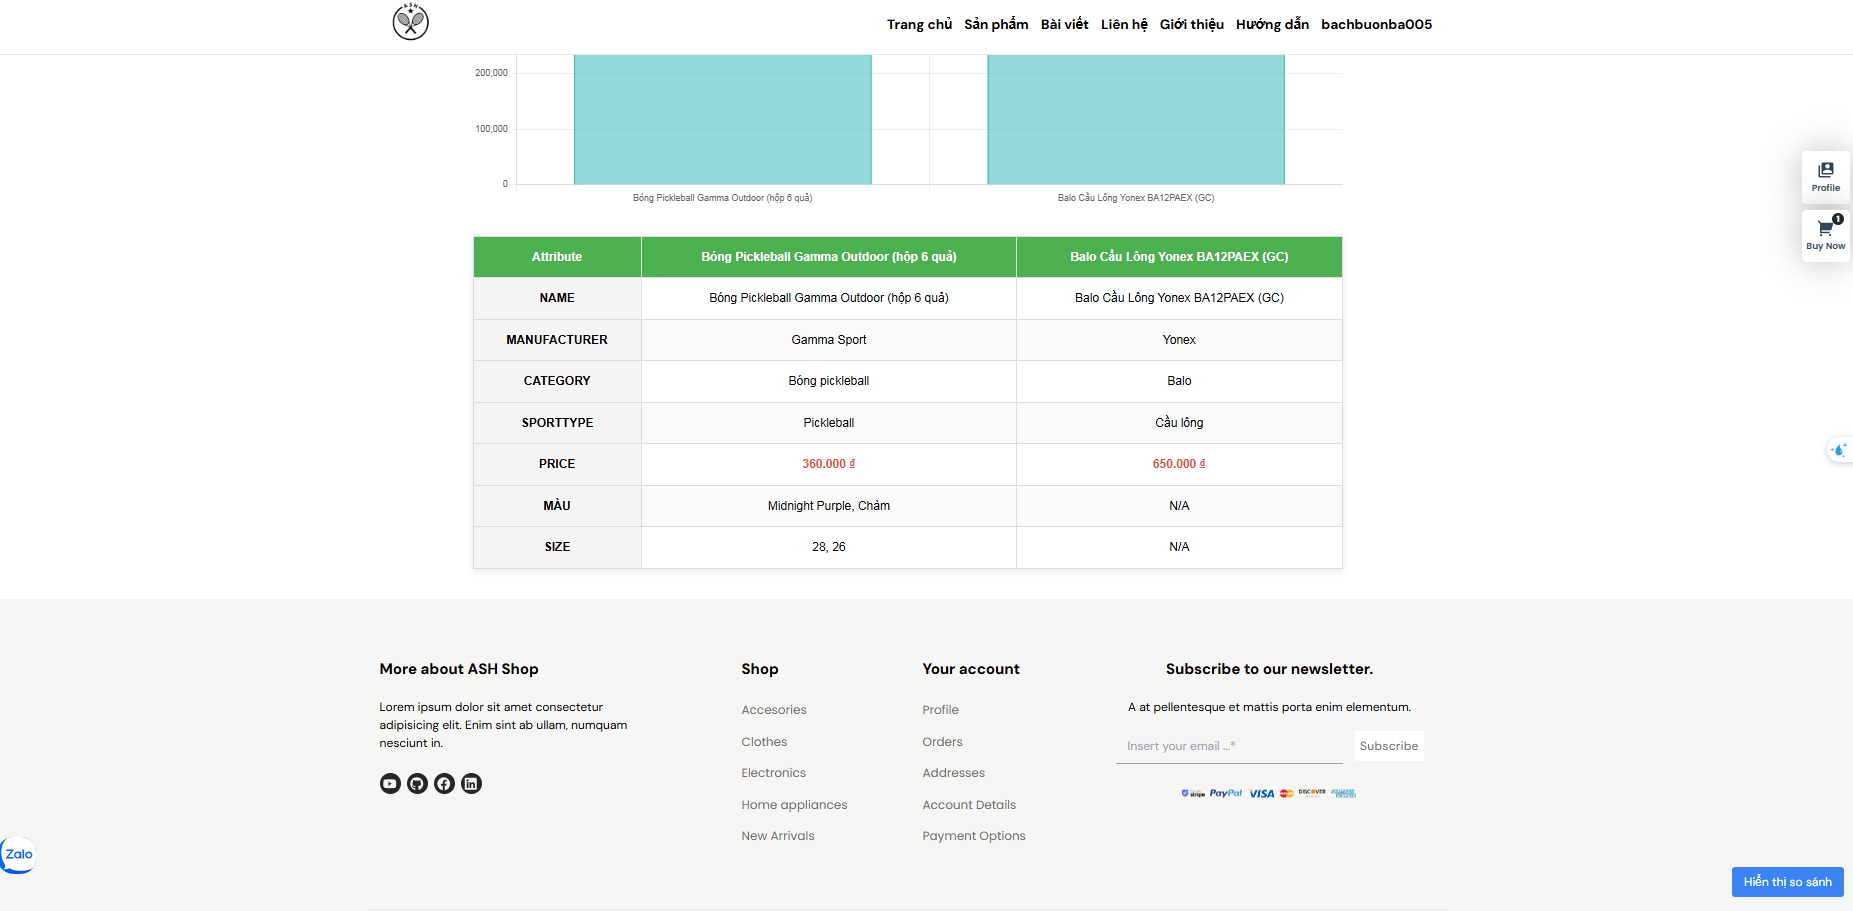 ASH
Trang chủ Sản phẩm Bài viết Liên hệ Giới thiệu Hướng dẫn bachbuonba005
200,000
100,000
0
Bóng Pickleball Gamma Outdoor (hộp 6 quả) Balo Cầu Lông Yonex BA12PAEX (GC)
Profile
1
Buy Now
Attribute Bóng Pickleball Gamma Outdoor (hộp 6 quả) Balo Cầu Lông Yonex BA12PAEX (GC)
NAME Bóng Pickleball Gamma Outdoor (hộp 6 quả) Balo Cầu Lông Yonex BA12PAEX (GC)
MANUFACTURER Gamma Sport Yonex
CATEGORY Bóng pickleball Balo
SPORTTYPE Pickleball Cầu lông
PRICE 360.000 ₫ 650.000 ₫
MÀU Midnight Purple, Chàm N/A
SIZE 28, 26 N/A
More about ASH Shop
Lorem ipsum dolor sit amet consectetur
adipisicing elit. Enim sint ab ullam, numquam
nesciunt in.
Shop
Accesories
Clothes
Electronics
Home appliances
New Arrivals
Your account
Profile
Orders
Addresses
Account Details
Payment Options
Subscribe to our newsletter.
A at pellentesque et mattis porta enim elementum.
Insert your email ...* Subscribe
stripe PayPal VISA DISCOVER
Zalo
Hiển thị so sánh